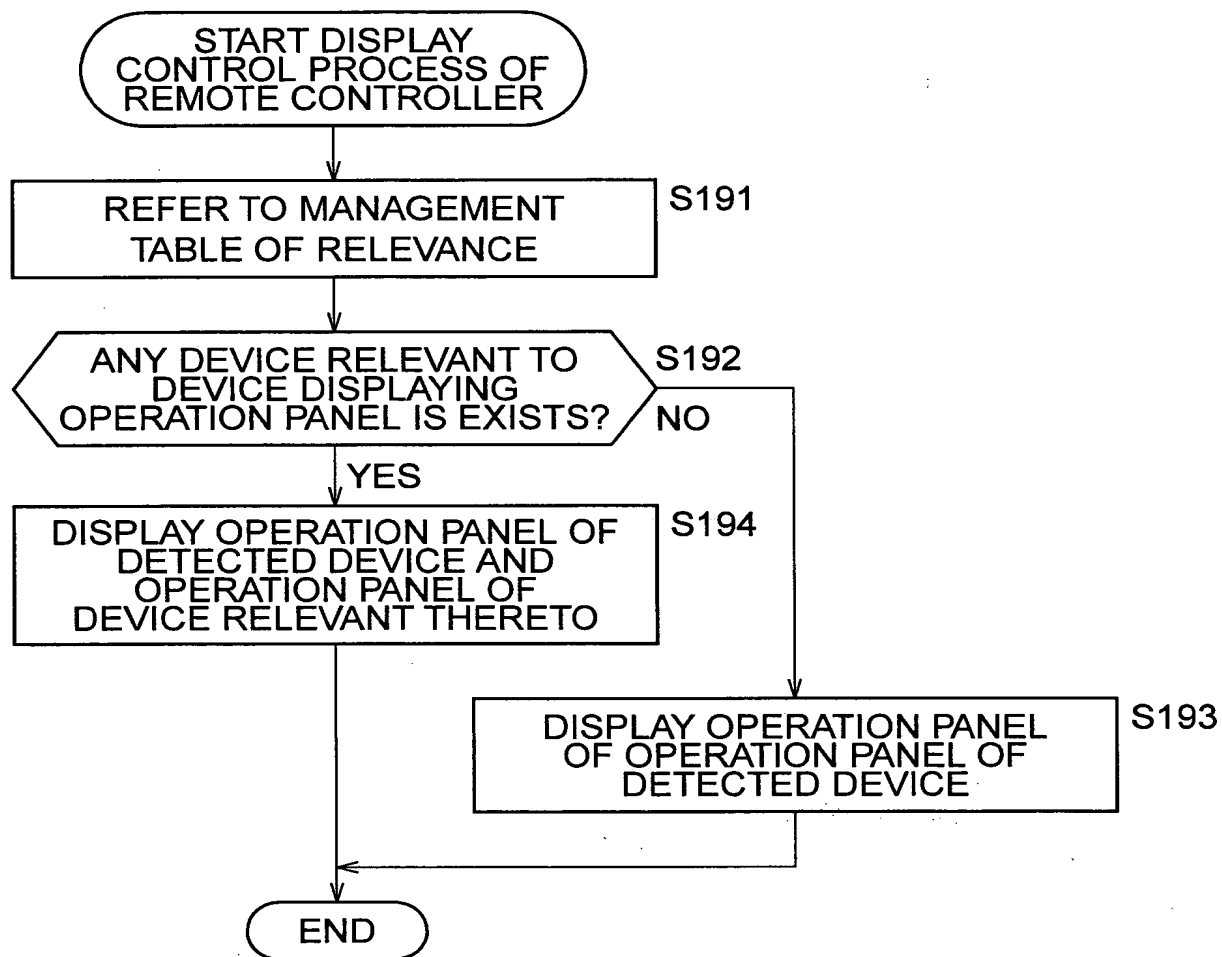 START DISPLAY
CONTROL PROCESS OF
REMOTE CONTROLLER
REFER TO MANAGEMENT
TABLE OF RELEVANCE
S191
ANY DEVICE RELEVANT TO
DEVICE DISPLAYING
OPERATION PANEL IS EXISTS?
S192
NO
YES
DISPLAY OPERATION PANEL OF
DETECTED DEVICE AND
OPERATION PANEL OF
DEVICE RELEVANT THERETO
S194
DISPLAY OPERATION PANEL
OF OPERATION PANEL OF
DETECTED DEVICE
S193
END